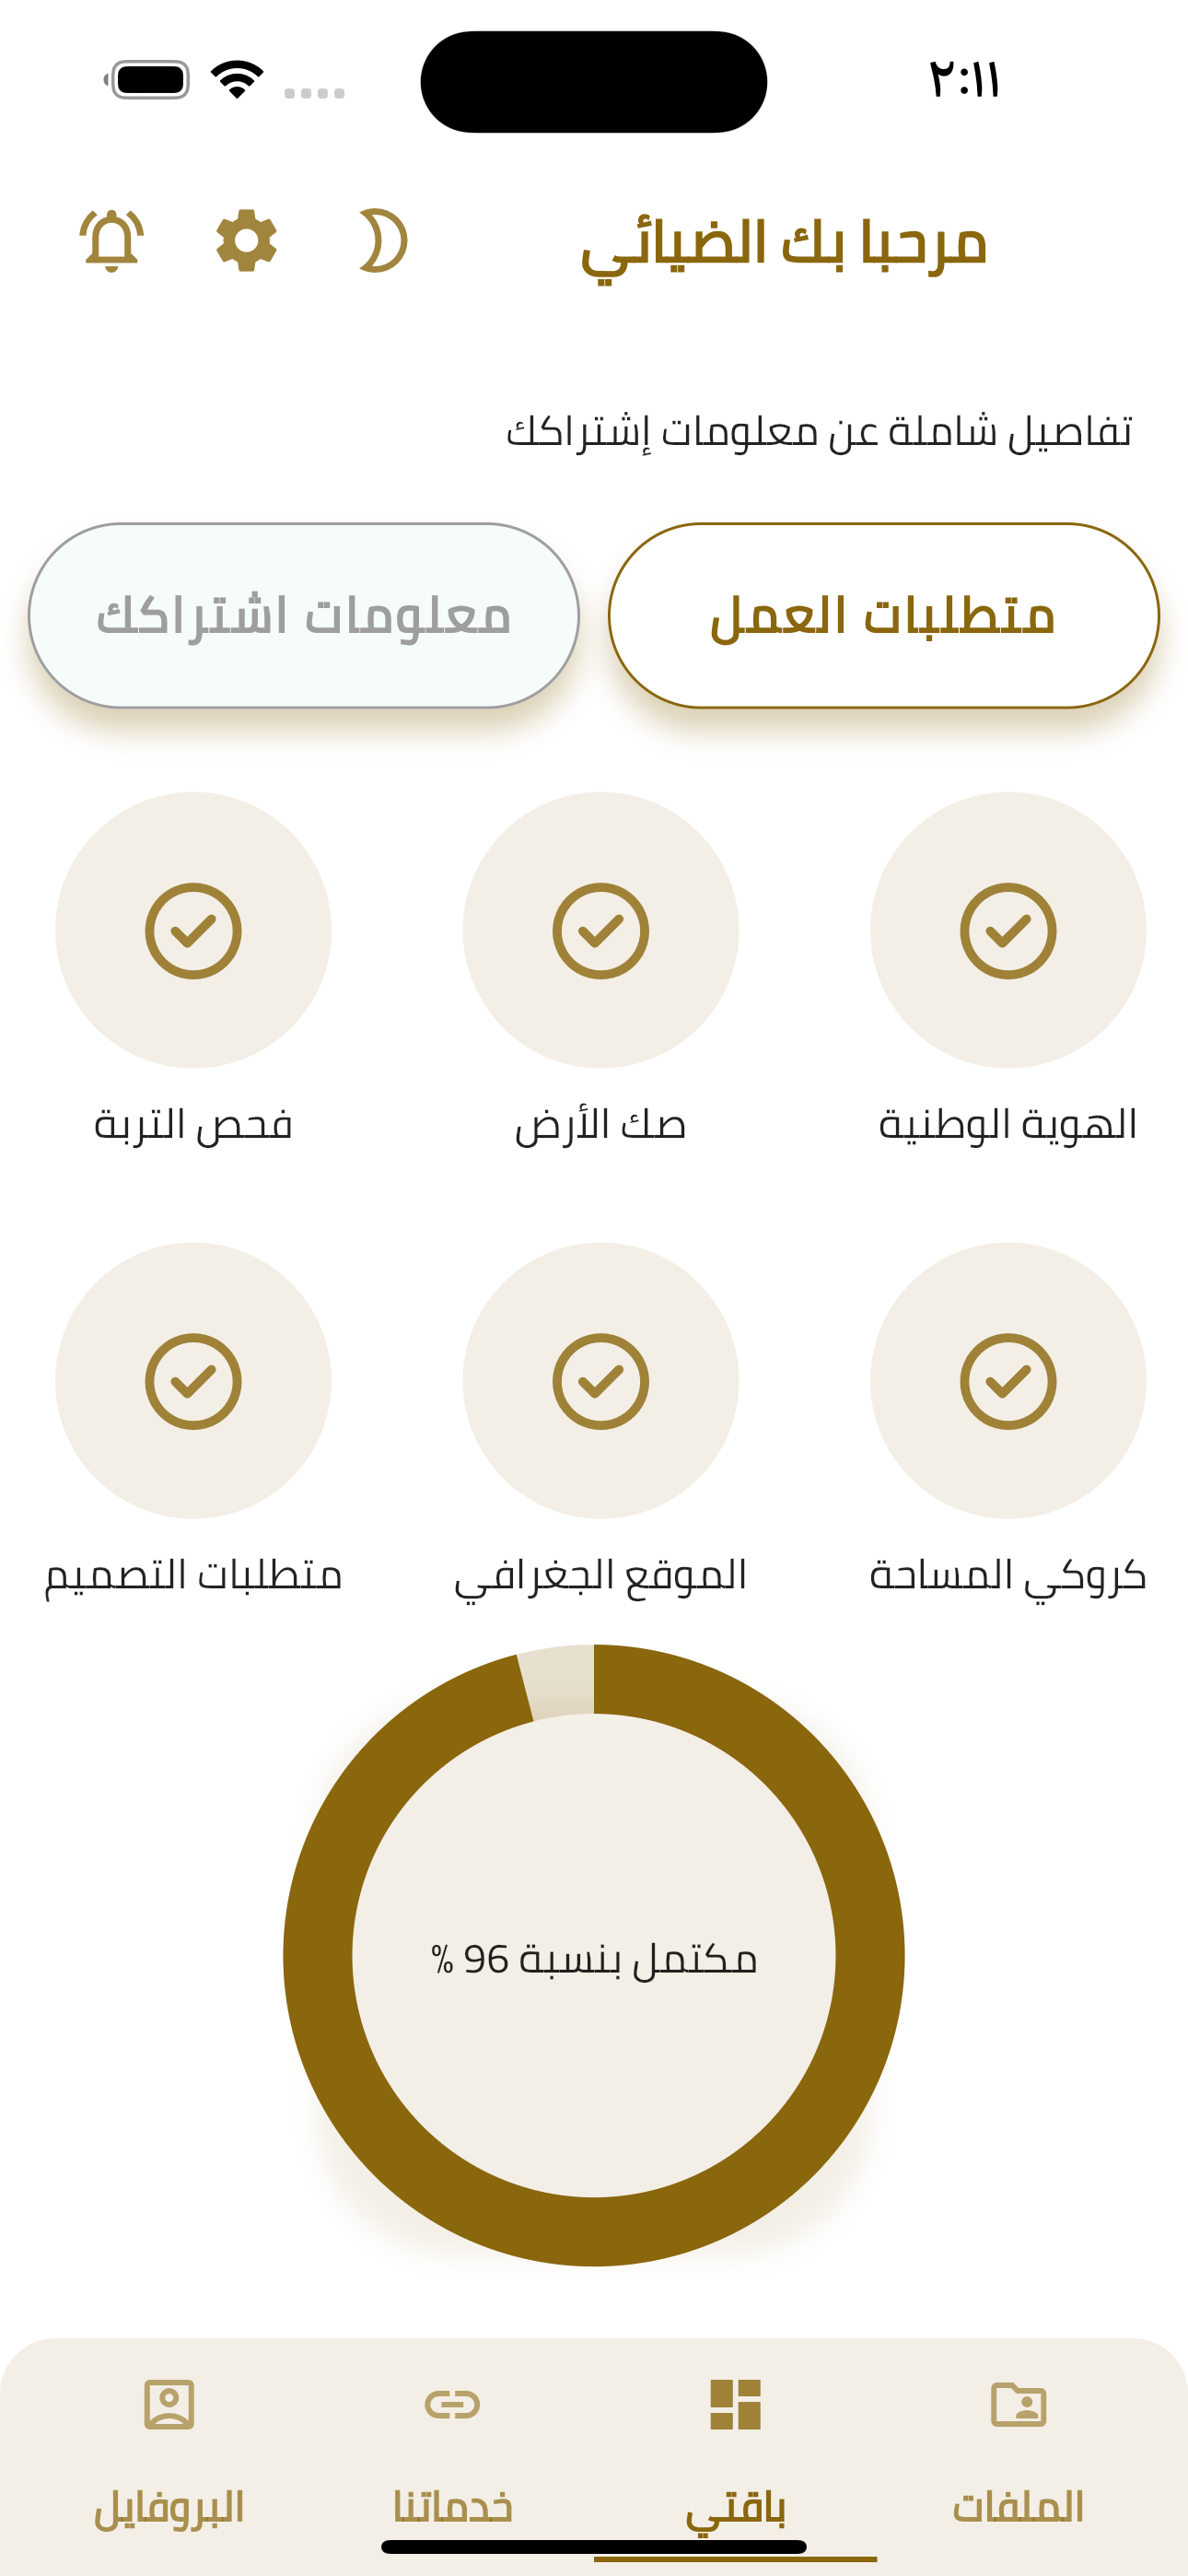 ٢:١١
مرحبا بك الضيائي
تفاصيل شاملة عن معلومات إشتراكك
متطلبات العمل
معلومات اشتراكك
الهوية الوطنية
صك الأرض
فحص التربة
كروكي المساحة
الموقع الجغرافي
متطلبات التصميم
مكتمل بنسبة 96 %
الملفات
باقتي
خدماتنا
البروفايل